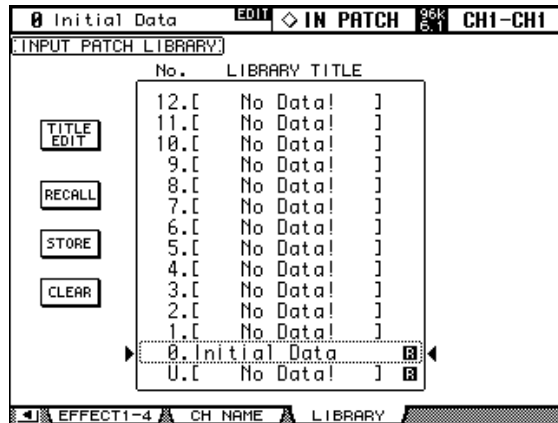 0 Initial Data EDIT ◇ IN PATCH 96k 6.1 CH1-CH1
INPUT PATCH LIBRARY
No. LIBRARY TITLE
12.[ No Data! ]
11.[ No Data! ]
10.[ No Data! ]
9.[ No Data! ]
8.[ No Data! ]
7.[ No Data! ]
6.[ No Data! ]
5.[ No Data! ]
4.[ No Data! ]
3.[ No Data! ]
2.[ No Data! ]
1.[ No Data! ]
0.Initial Data R
U.[ No Data! ] R
TITLE
EDIT
RECALL
STORE
CLEAR
EFFECT1-4 CH NAME LIBRARY